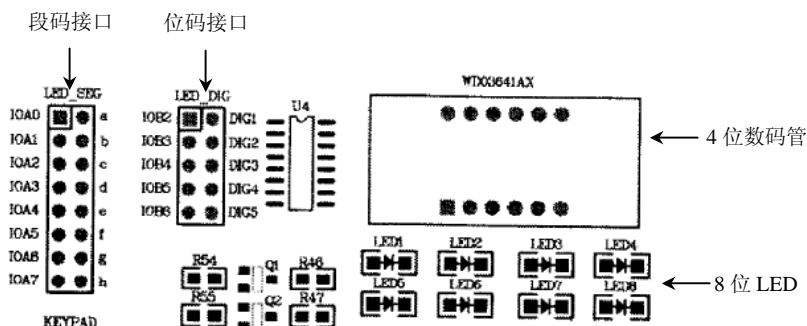 段码接口
位码接口
LED_SEG
IOA0 a
IOA1 b
IOA2 c
IOA3 d
IOA4 e
IOA5 f
IOA6 g
IOA7 h
KEYPAD
LED_DIG
IOB2 DIG1
IOB3 DIG2
IOB4 DIG3
IOB5 DIG4
IOB6 DIG5
U4
R54 Q1 R46
R55 Q2 R47
WIXX3641AX
4 位数码管
LED1 LED2 LED3 LED4
LED5 LED6 LED7 LED8
8 位 LED